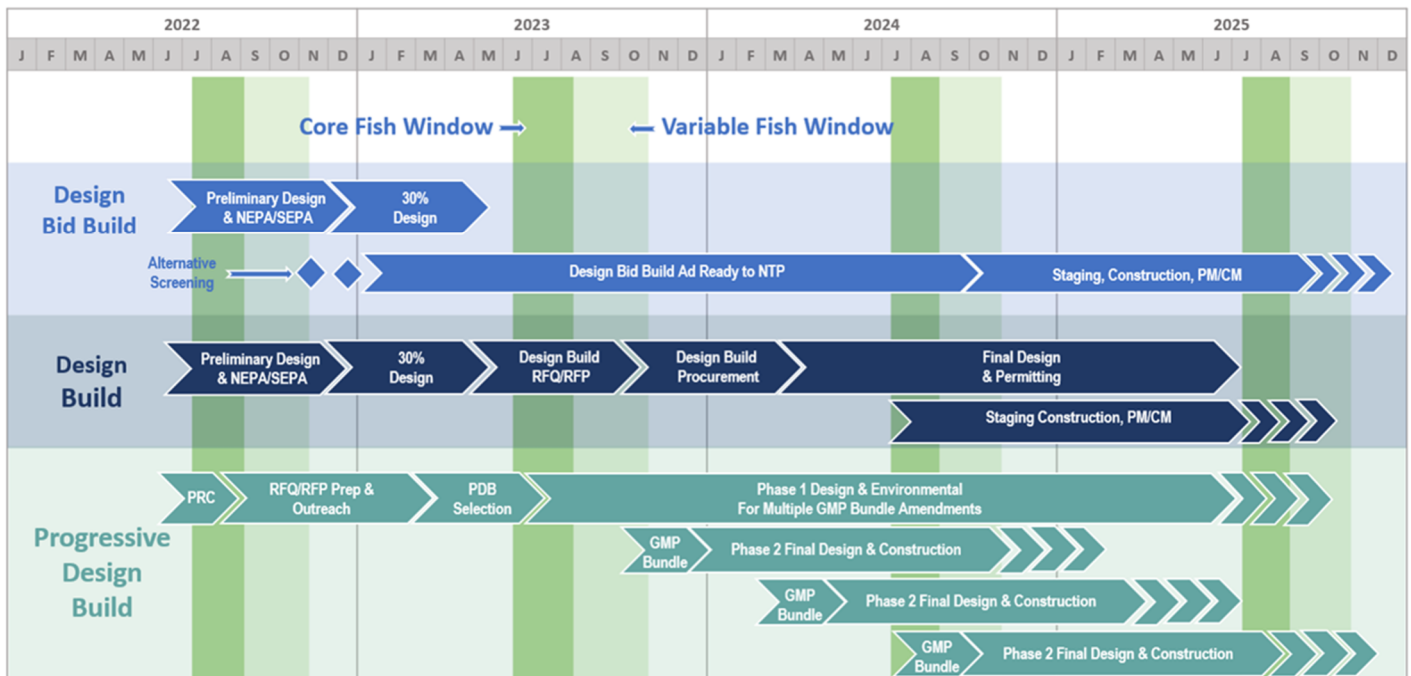 2022 2023 2024 2025
J F M A M J J A S O N D J F M A M J J A S O N D J F M A M J J A S O N D J F M A M J J A S O N D
Core Fish Window
Variable Fish Window
Design
Bid Build
Preliminary Design
& NEPA/SEPA
30%
Design
Alternative
Screening
Design Bid Build Ad Ready to NTP
Staging, Construction, PM/CM
Design
Build
Preliminary Design
& NEPA/SEPA
30%
Design
Design Build
RFQ/RFP
Design Build
Procurement
Final Design
& Permitting
Staging Construction, PM/CM
Progressive
Design
Build
PRC
RFQ/RFP Prep &
Outreach
PDB
Selection
Phase 1 Design & Environmental
For Multiple GMP Bundle Amendments
GMP
Bundle
Phase 2 Final Design & Construction
GMP
Bundle
Phase 2 Final Design & Construction
GMP
Bundle
Phase 2 Final Design & Construction